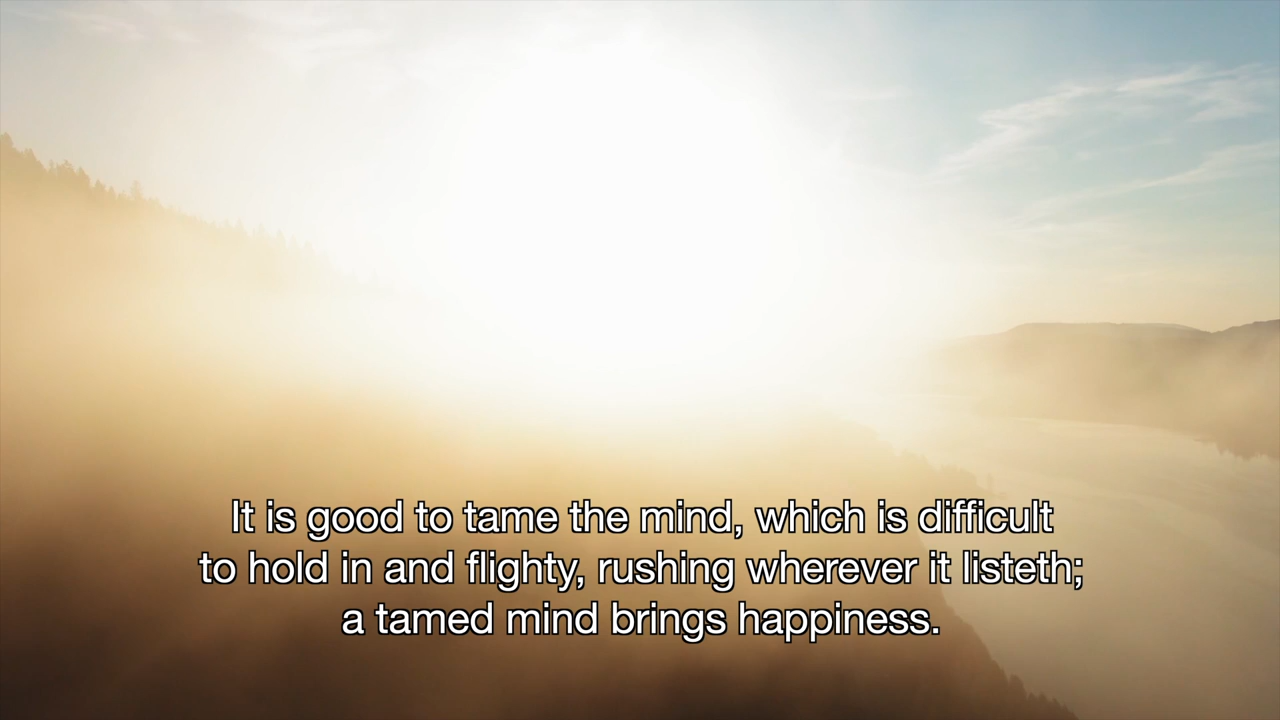 It is good to tame the mind, which is difficult
to hold in and flighty, rushing wherever it listeth;
a tamed mind brings happiness.